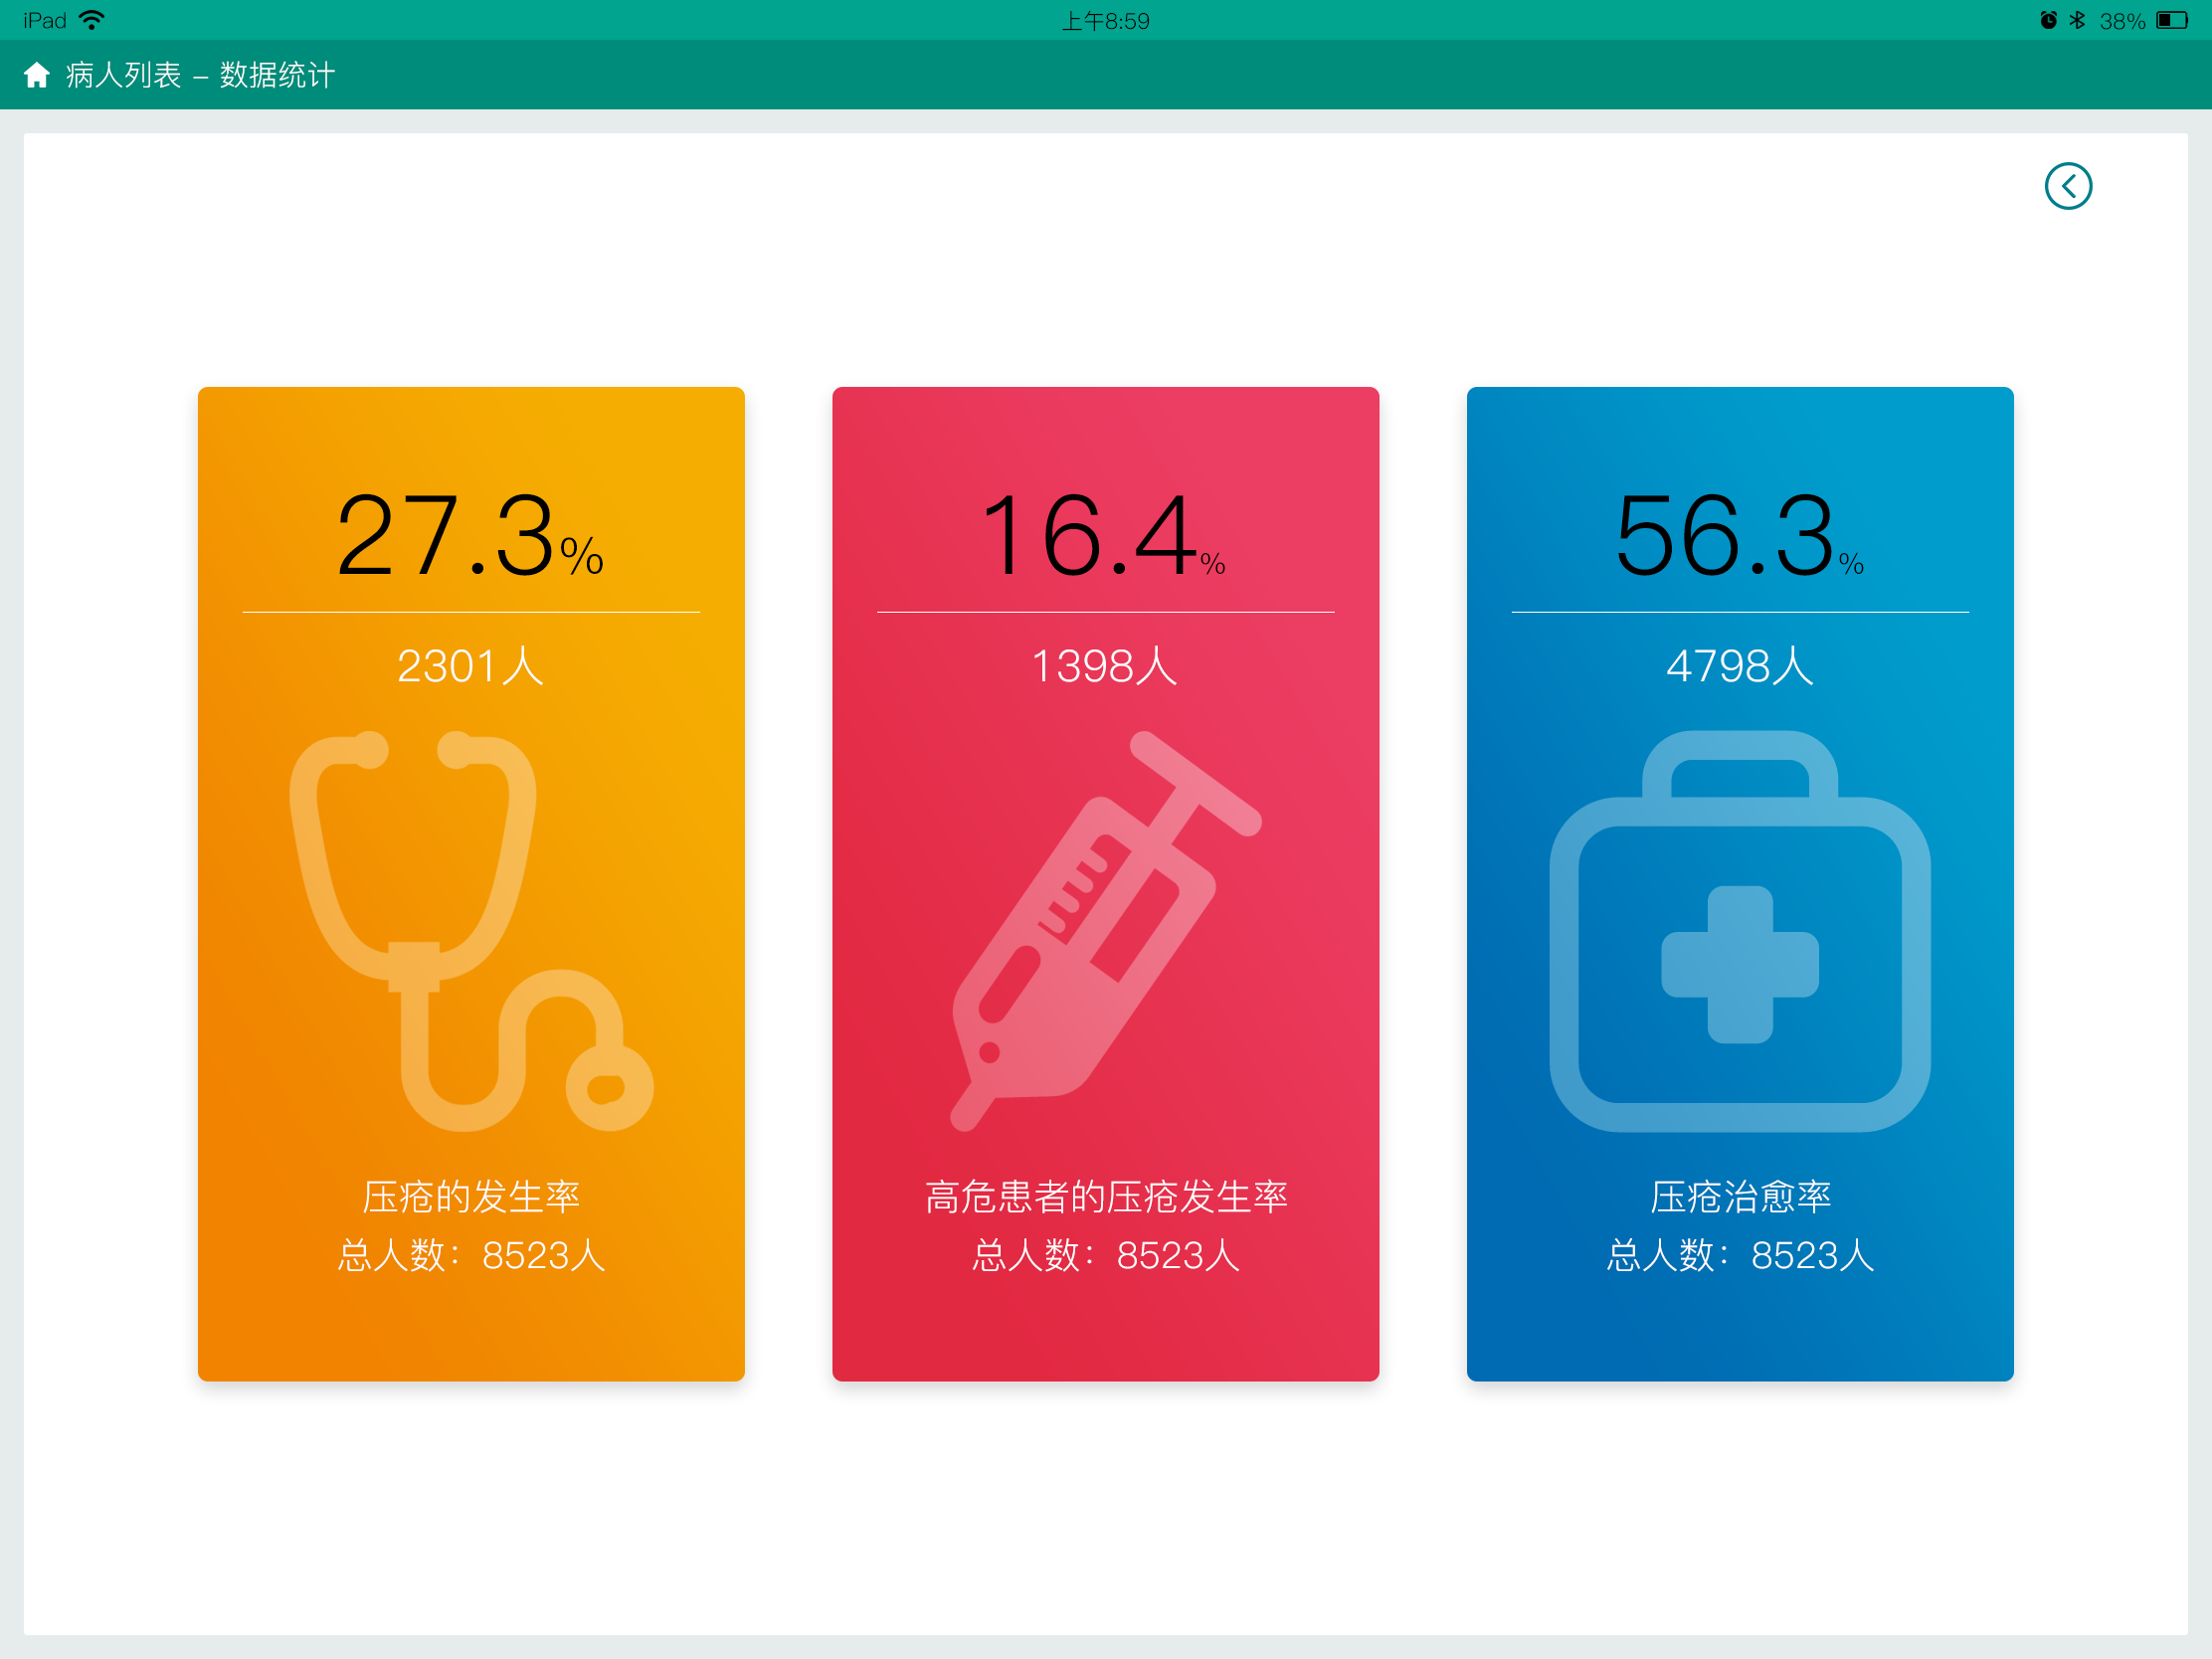 iPad 上午8:59 38%
病人列表 – 数据统计
27.3%
2301人
压疮的发生率
总人数：8523人
16.4%
1398人
高危患者的压疮发生率
总人数：8523人
56.3%
4798人
压疮治愈率
总人数：8523人